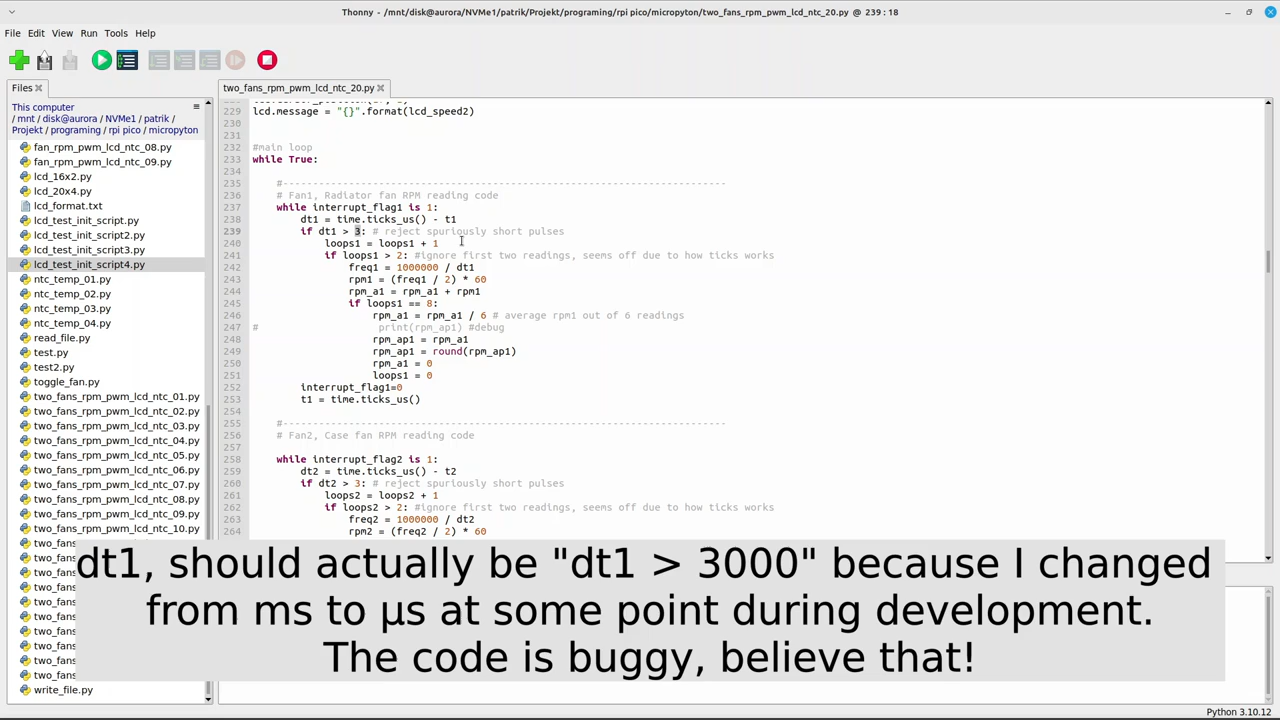 Thonny - /mnt/disk@aurora/NVMe1/patrik/Projekt/programing/rpi pico/micropyton/two_fans_rpm_pwm_lcd_ntc_20.py @ 239 : 18
File Edit View Run Tools Help
Files
two_fans_rpm_pwm_lcd_ntc_20.py
This computer
/ mnt / disk@aurora / NVMe1 / patrik /
Projekt / programing / rpi pico / micropyton
fan_rpm_pwm_lcd_ntc_08.py
fan_rpm_pwm_lcd_ntc_09.py
lcd_16x2.py
lcd_20x4.py
lcd_format.txt
lcd_test_init_script.py
lcd_test_init_script2.py
lcd_test_init_script3.py
lcd_test_init_script4.py
ntc_temp_01.py
ntc_temp_02.py
ntc_temp_03.py
ntc_temp_04.py
read_file.py
test.py
test2.py
toggle_fan.py
two_fans_rpm_pwm_lcd_ntc_01.py
two_fans_rpm_pwm_lcd_ntc_02.py
two_fans_rpm_pwm_lcd_ntc_03.py
two_fans_rpm_pwm_lcd_ntc_04.py
two_fans_rpm_pwm_lcd_ntc_05.py
two_fans_rpm_pwm_lcd_ntc_06.py
two_fans_rpm_pwm_lcd_ntc_07.py
two_fans_rpm_pwm_lcd_ntc_08.py
two_fans_rpm_pwm_lcd_ntc_09.py
two_fans_rpm_pwm_lcd_ntc_10.py
two_fa
two_fa
two_fa
two_fa
two_fa
two_fa
two_fa
two_fa
two_fa
two_fa
write_file.py
229 lcd.message = "{}".format(lcd_speed2)
230
231
232 #main loop
233 while True:
234
235 #--------------------------------------------------------------------------
236 # Fan1, Radiator fan RPM reading code
237 while interrupt_flag1 is 1:
238 dt1 = time.ticks_us() - t1
239 if dt1 > 3: # reject spuriously short pulses
240 loops1 = loops1 + 1
241 if loops1 > 2: #ignore first two readings, seems off due to how ticks works
242 freq1 = 1000000 / dt1
243 rpm1 = (freq1 / 2) * 60
244 rpm_a1 = rpm_a1 + rpm1
245 if loops1 == 8:
246 rpm_a1 = rpm_a1 / 6 # average rpm1 out of 6 readings
247 # print(rpm_ap1) #debug
248 rpm_ap1 = rpm_a1
249 rpm_ap1 = round(rpm_ap1)
250 rpm_a1 = 0
251 loops1 = 0
252 interrupt_flag1=0
253 t1 = time.ticks_us()
254
255 #--------------------------------------------------------------------------
256 # Fan2, Case fan RPM reading code
257
258 while interrupt_flag2 is 1:
259 dt2 = time.ticks_us() - t2
260 if dt2 > 3: # reject spuriously short pulses
261 loops2 = loops2 + 1
262 if loops2 > 2: #ignore first two readings, seems off due to how ticks works
263 freq2 = 1000000 / dt2
264 rpm2 = (freq2 / 2) * 60
dt1, should actually be "dt1 > 3000" because I changed
from ms to µs at some point during development.
The code is buggy, believe that!
Python 3.10.12